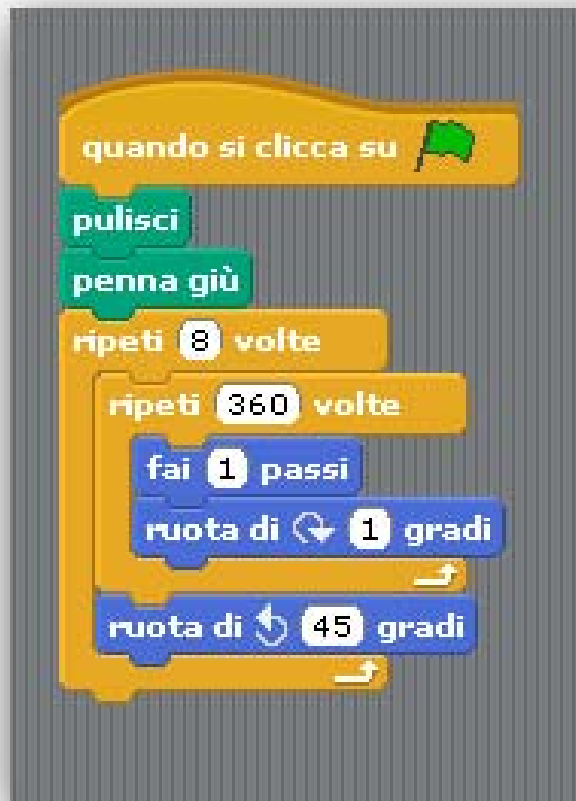 quando si clicca su
pulisci
penna giù
ripeti 8 volte
ripeti 360 volte
fai 1 passi
ruota di 1 gradi
ruota di 45 gradi